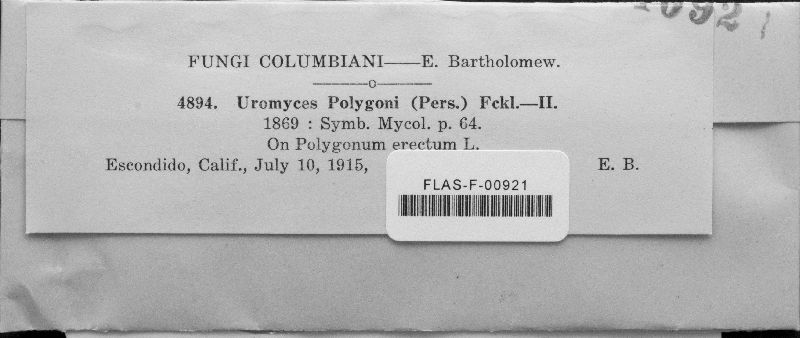 FUNGI COLUMBIANI——E. Bartholomew.
4894. Uromyces Polygoni (Pers.) Fckl.—II.
1869 : Symb. Mycol. p. 64.
On Polygonum erectum L.
Escondido, Calif., July 10, 1915, E. B.
FLAS-F-00921